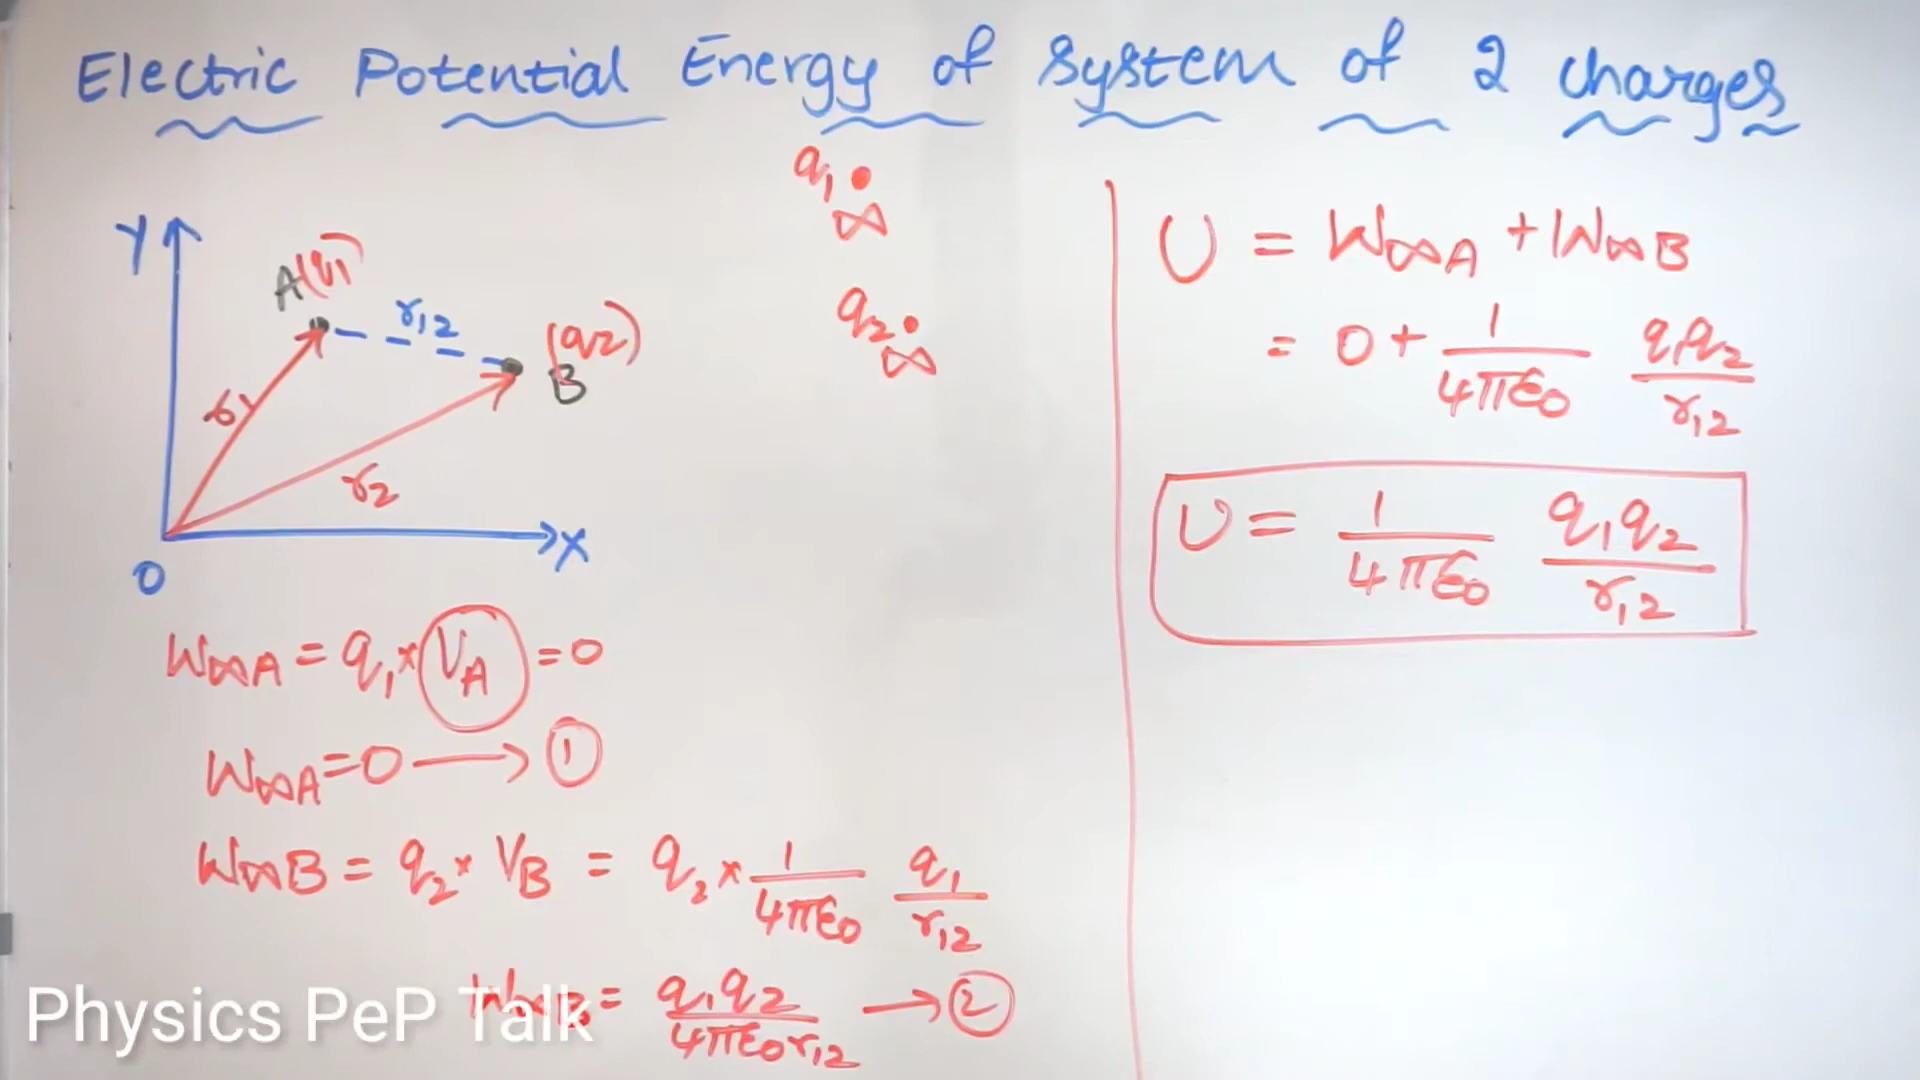 Electric Potential Energy of system of 2 charges
q₁
∞
q₂
∞
Y
A(q₁)
r₁₂
(q₂)
B
r₁
r₂
X
O
W∞A = q₁ × V_A = 0
W∞A = 0 → ①
W∞B = q₂ × V_B = q₂ × 1/4πε₀ q₁/r₁₂
W∞B = q₁q₂/4πε₀r₁₂ → ②
U = W∞A + W∞B
= 0 + 1/4πε₀ q₁q₂/r₁₂
U = 1/4πε₀ q₁q₂/r₁₂
Physics PeP Talk